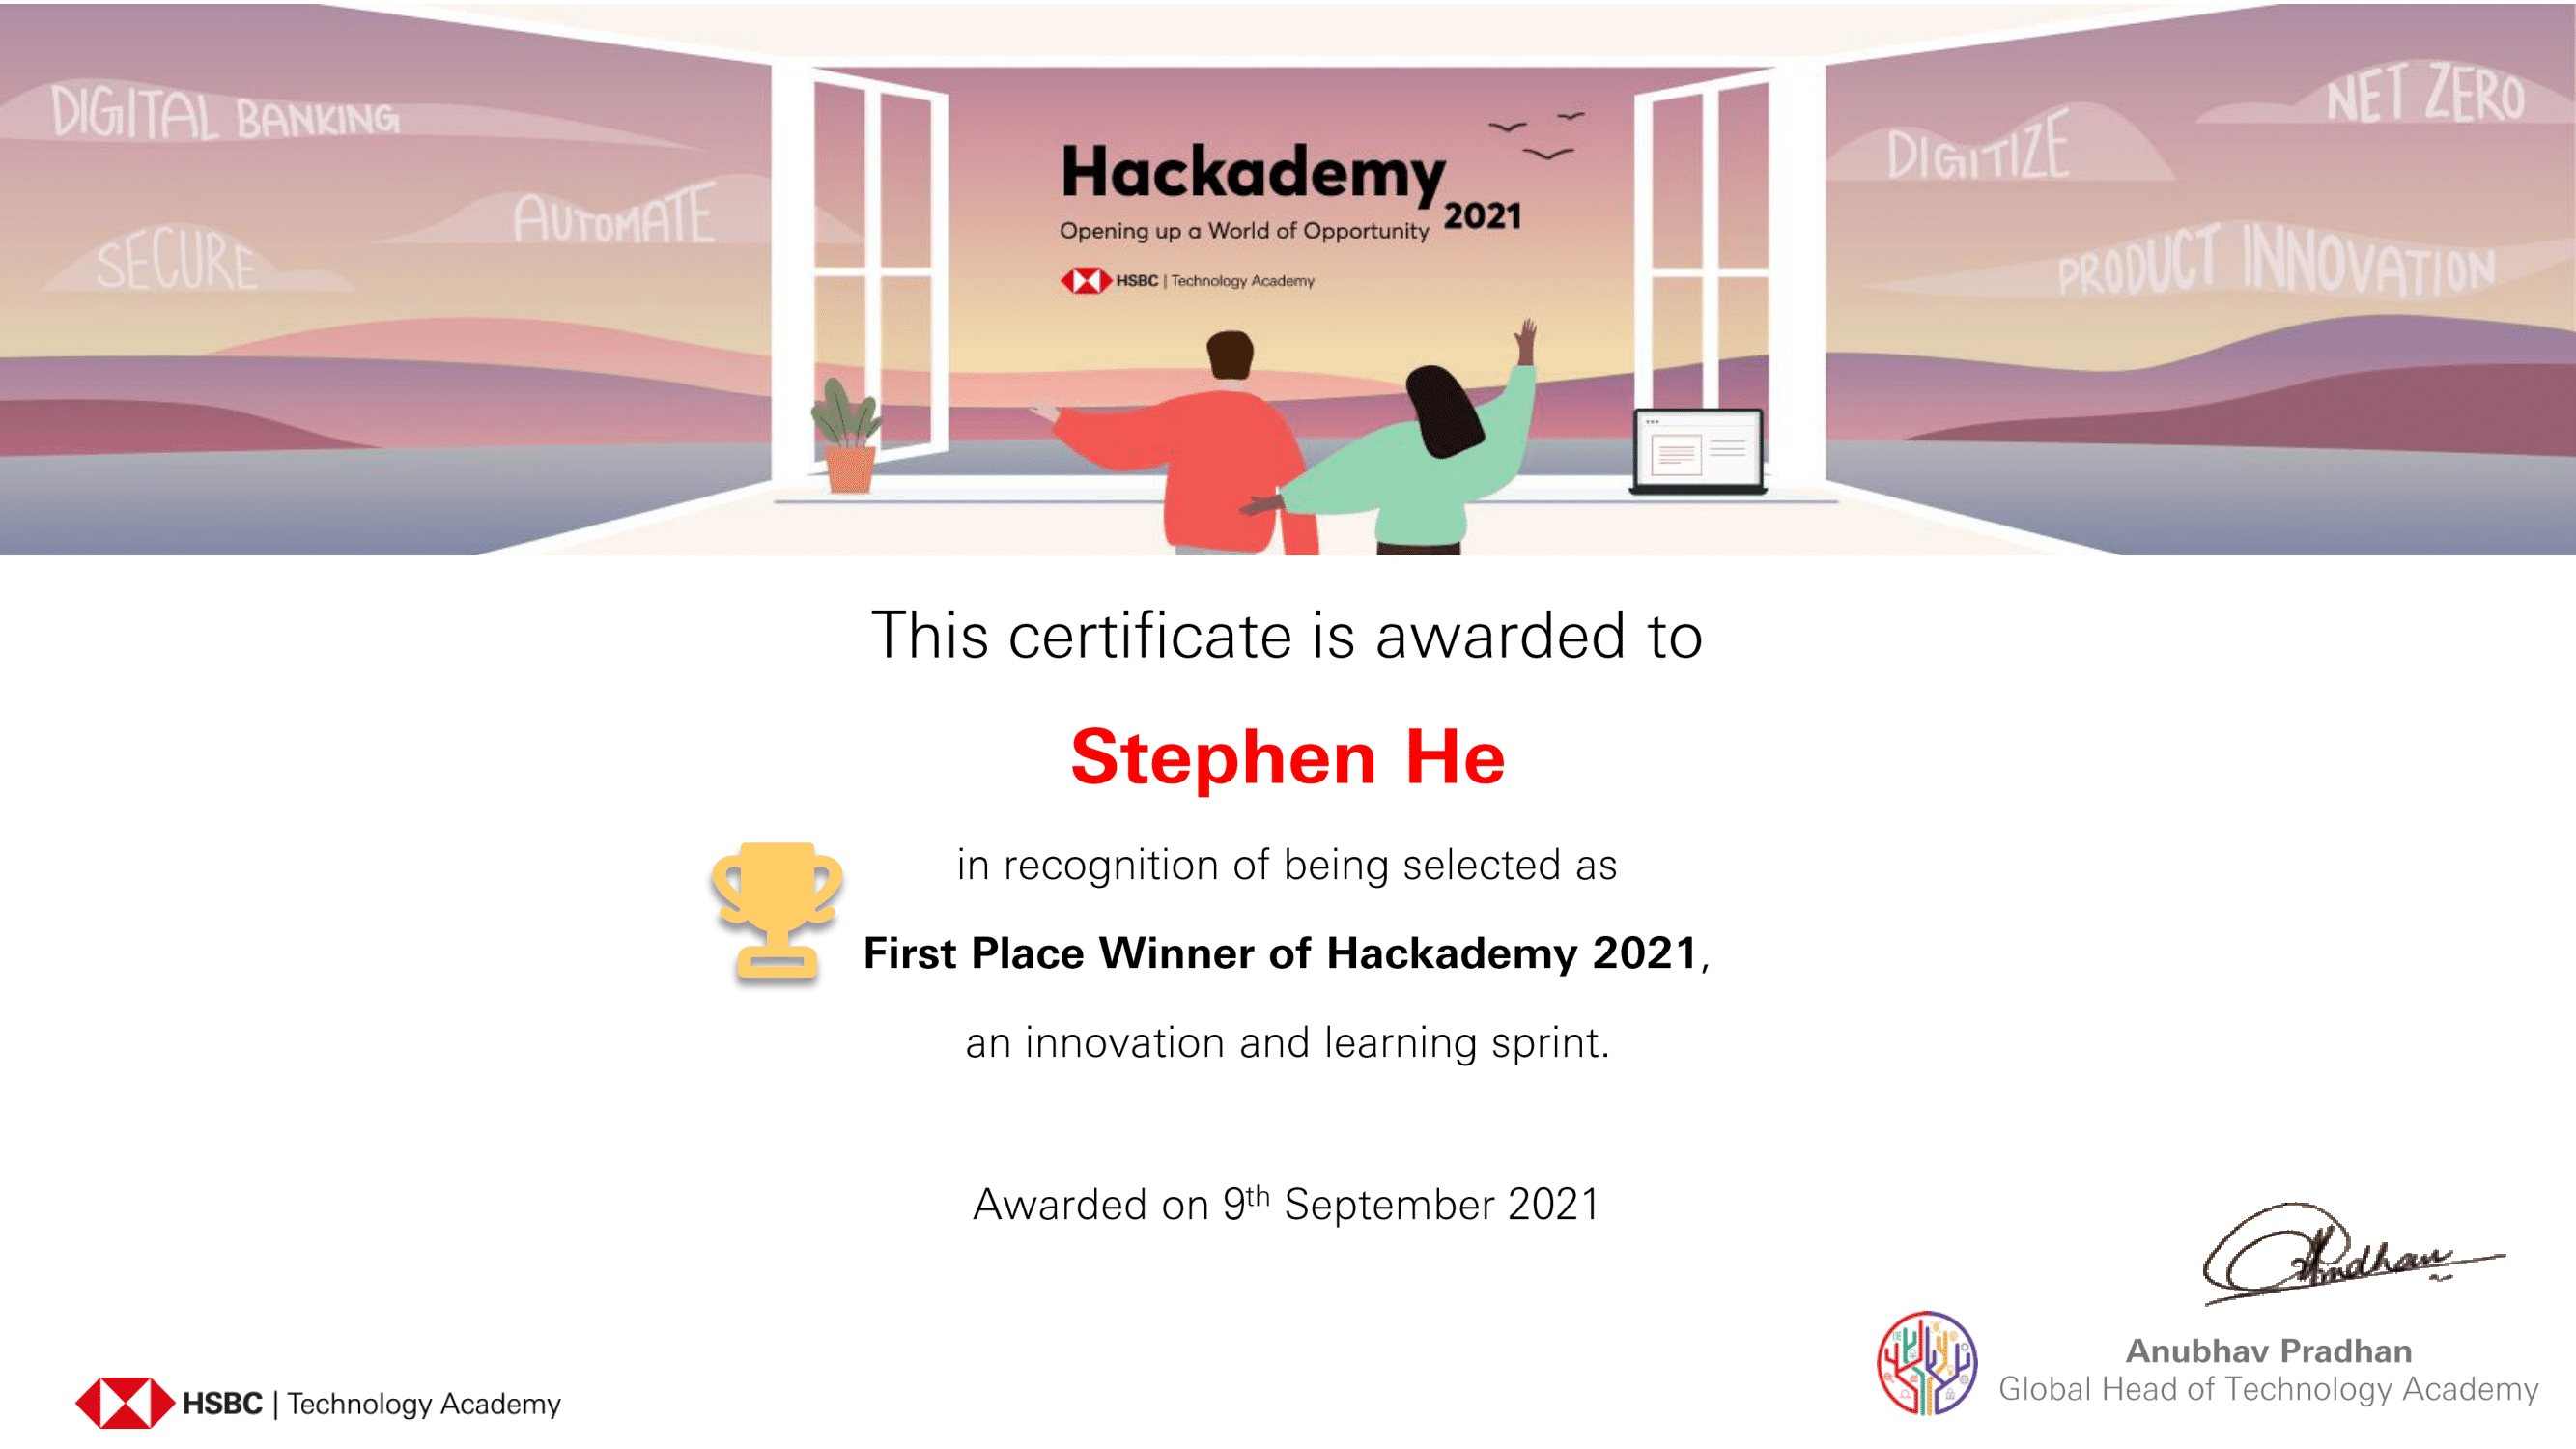 DIGITAL BANKING
AUTOMATE
SECURE
Hackademy
2021
Opening up a World of Opportunity
HSBC | Technology Academy
NET ZERO
DIGITIZE
PRODUCT INNOVATION
This certificate is awarded to
Stephen He
in recognition of being selected as
First Place Winner of Hackademy 2021,
an innovation and learning sprint.
Awarded on 9th September 2021
Pradhan
Anubhav Pradhan
Global Head of Technology Academy
HSBC | Technology Academy